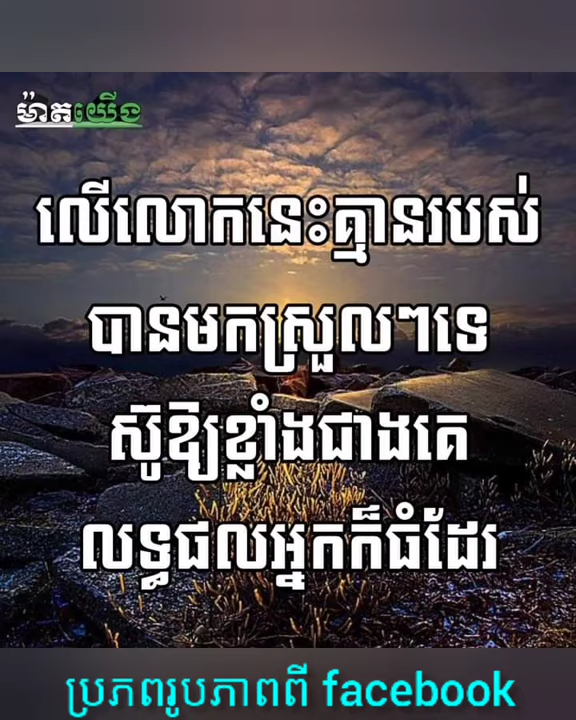 ម៉ាតយើង
លើលោកនេះគ្មានរបស់
បានមកស្រួលៗទេ
ស៊ូឱ្យខ្លាំងជាងគេ
លទ្ធផលអ្នកក៏ធំដែរ
ប្រភពរូបភាពពី facebook